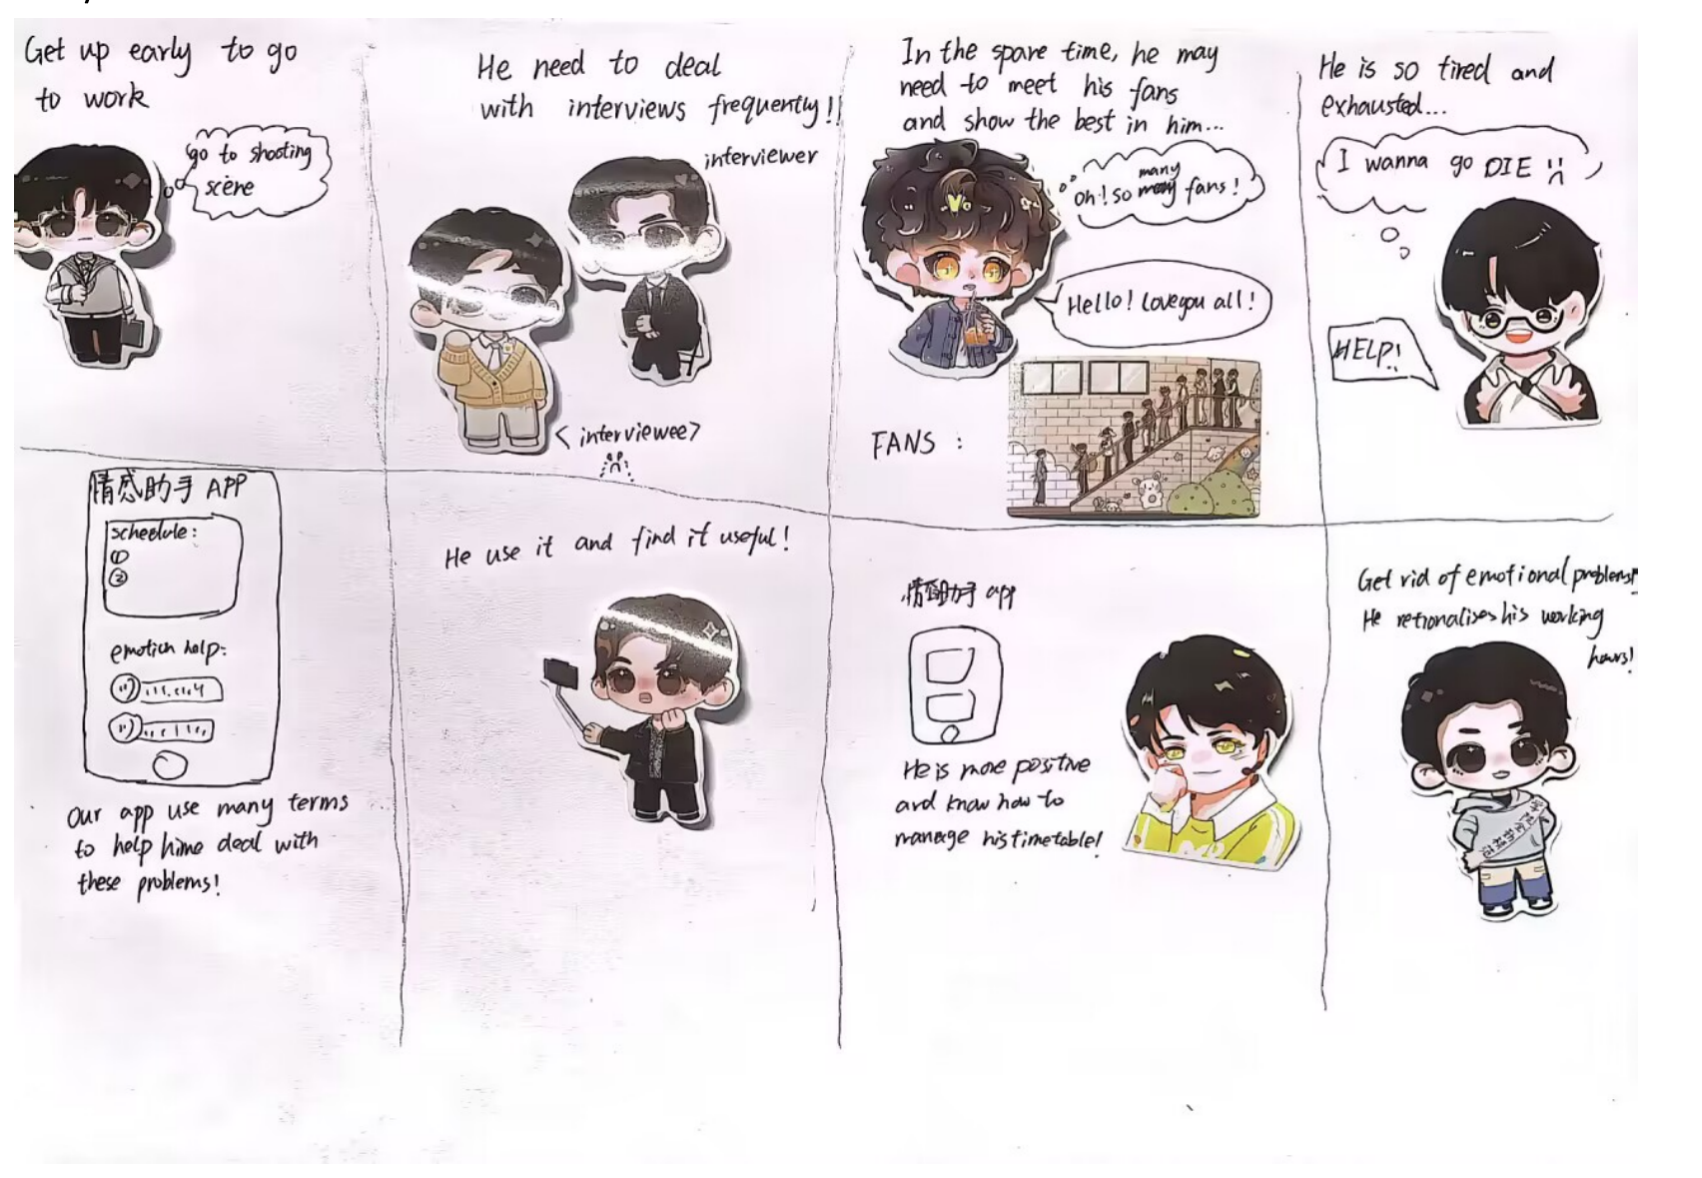 Get up early to go
to work
go to shooting
scene
He need to deal
with interviews frequently!!
interviewer
<interviewee>
In the spare time, he may
need to meet his fans
and show the best in him...
many
oh! so fans!
Hello! love you all!
FANS :
He is so tired and
exhausted...
I wanna go DIE
HELP!
情感助手 APP
schedule:
①
②
emotion help:
Our app use many terms
to help hime deal with
these problems!
He use it and find it useful!
情感助手 app
He is more positive
and know how to
manage his timetable!
Get rid of emotional problems!
He retionalises his working
hours!